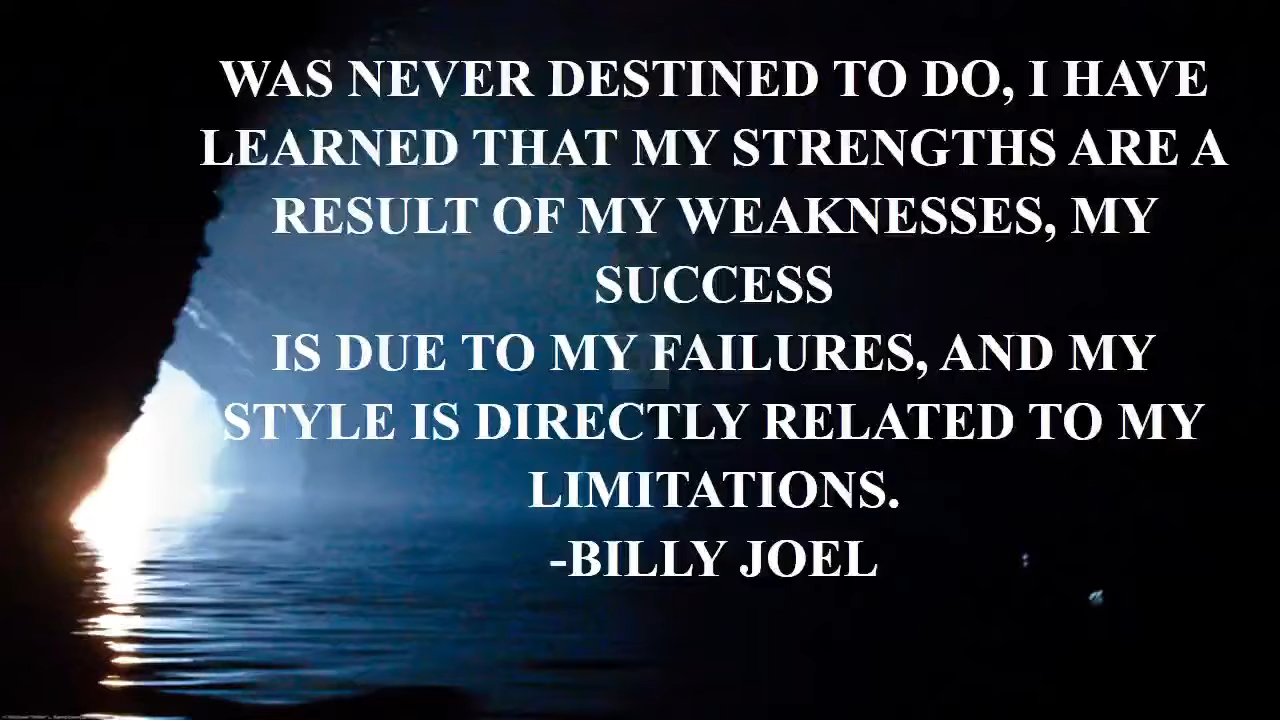 WAS NEVER DESTINED TO DO, I HAVE
LEARNED THAT MY STRENGTHS ARE A
RESULT OF MY WEAKNESSES, MY
SUCCESS
IS DUE TO MY FAILURES, AND MY
STYLE IS DIRECTLY RELATED TO MY
LIMITATIONS.
-BILLY JOEL